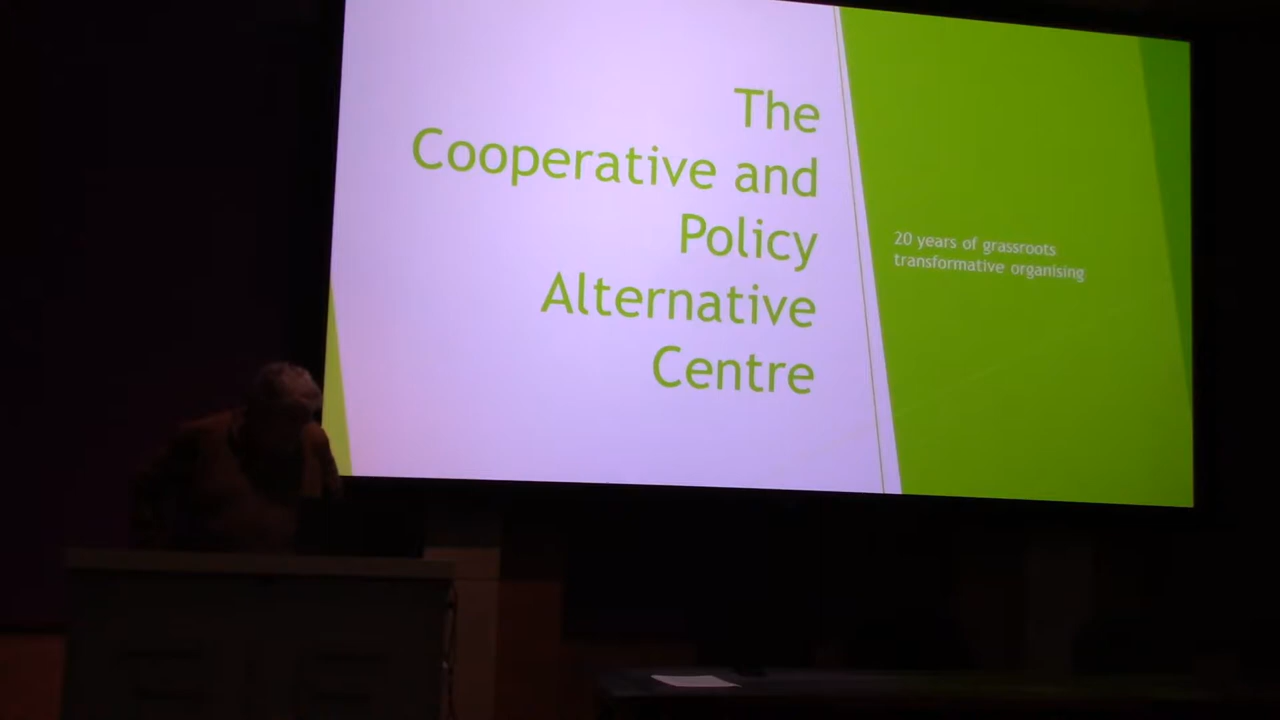 The
Cooperative and
Policy
Alternative
Centre
20 years of grassroots
transformative organising